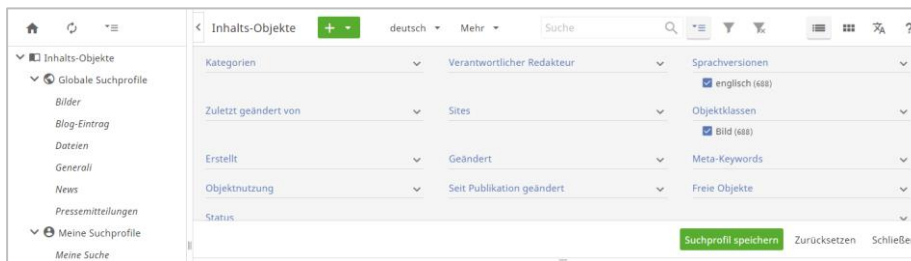 Inhalts-Objekte
Globale Suchprofile
Bilder
Blog-Eintrag
Dateien
Generali
News
Pressemitteilungen
Meine Suchprofile
Meine Suche
Inhalts-Objekte deutsch Mehr Suche ?
Kategorien Verantwortlicher Redakteur Sprachversionen
englisch (688)
Zuletzt geändert von Sites Objektklassen
Bild (688)
Erstellt Geändert Meta-Keywords
Objektnutzung Seit Publikation geändert Freie Objekte
Status
Suchprofil speichern Zurücksetzen Schließe